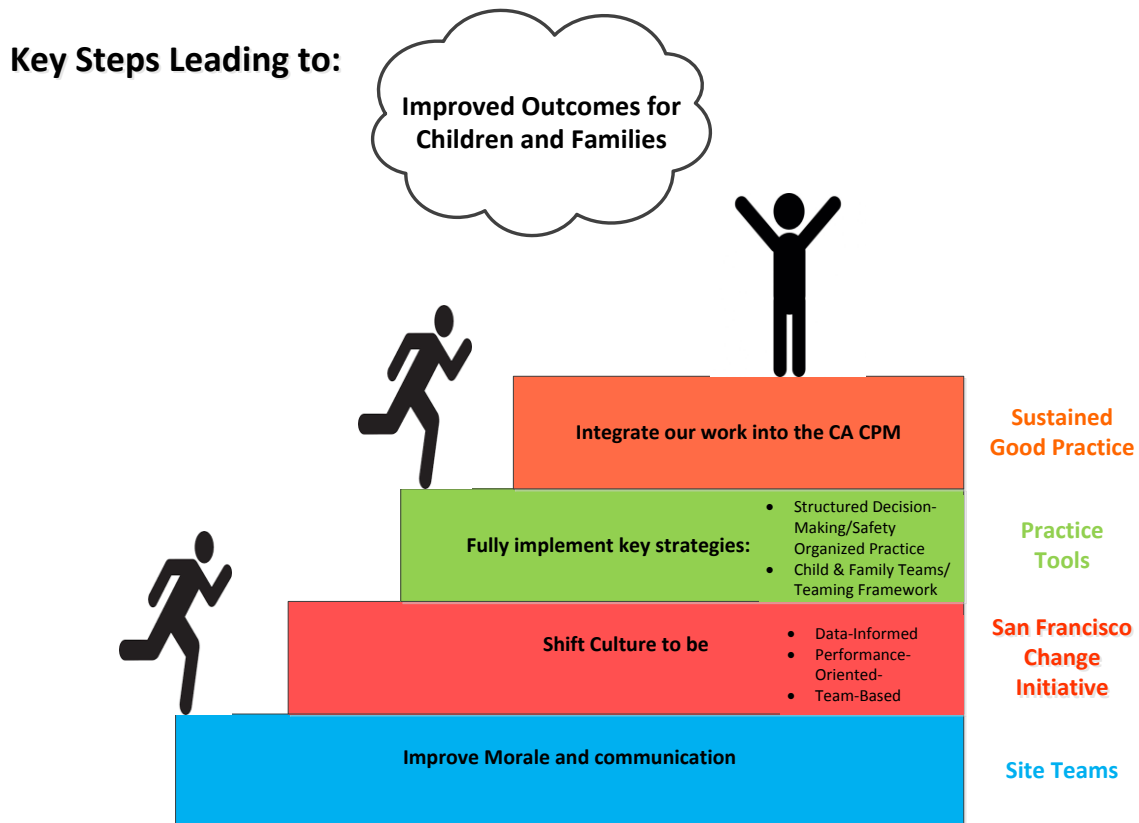 Key Steps Leading to:
Improved Outcomes for
Children and Families
Integrate our work into the CA CPM
Sustained
Good Practice
Fully implement key strategies:
• Structured Decision-
Making/Safety
Organized Practice
• Child & Family Teams/
Teaming Framework
Practice
Tools
Shift Culture to be
• Data-Informed
• Performance-
Oriented-
• Team-Based
San Francisco
Change
Initiative
Improve Morale and communication
Site Teams